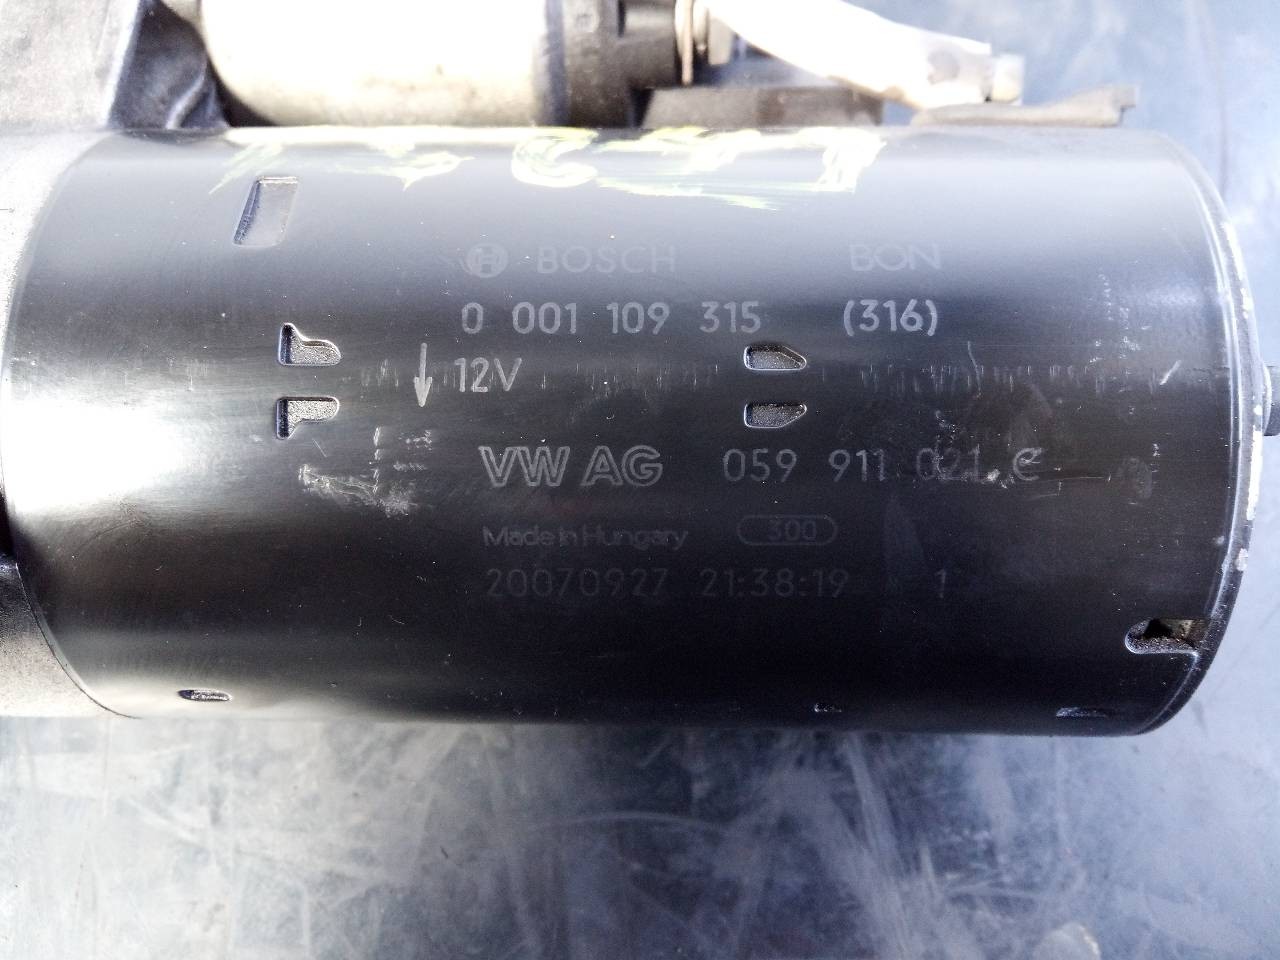 BOSCH BON
0 001 109 315 (316)
12V
VW AG 059 911 021 C
Made in Hungary 300
20070927 21:38:19 1